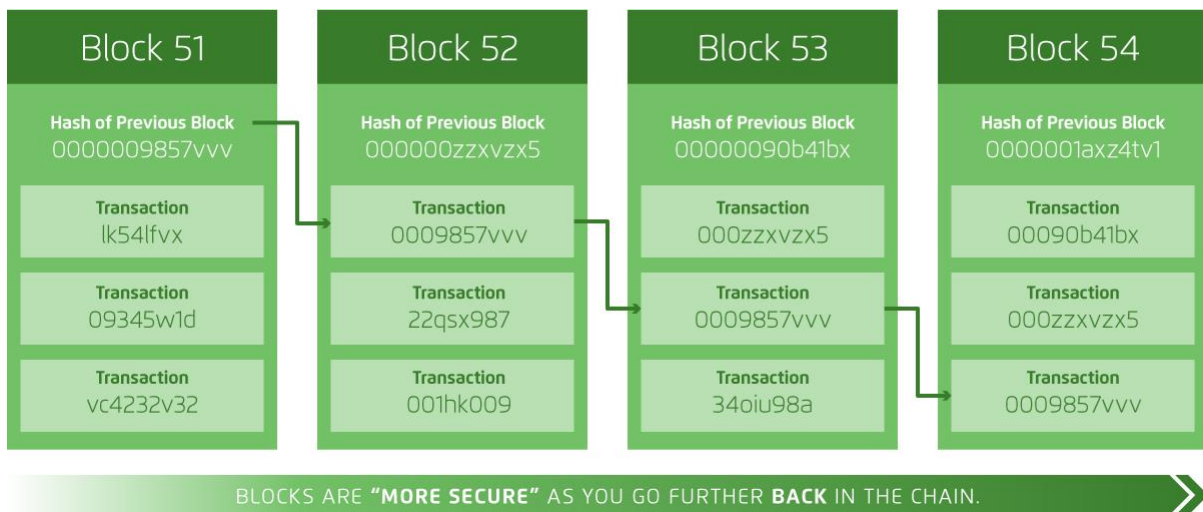 Block 51
Hash of Previous Block
0000009857vvv
Transaction
lk54lfvx
Transaction
09345w1d
Transaction
vc4232v32
Block 52
Hash of Previous Block
000000zzxvzx5
Transaction
0009857vvv
Transaction
22qsx987
Transaction
001hk009
Block 53
Hash of Previous Block
00000090b41bx
Transaction
000zzxvzx5
Transaction
0009857vvv
Transaction
34oiu98a
Block 54
Hash of Previous Block
0000001axz4tv1
Transaction
00090b41bx
Transaction
000zzxvzx5
Transaction
0009857vvv
BLOCKS ARE “MORE SECURE” AS YOU GO FURTHER BACK IN THE CHAIN.